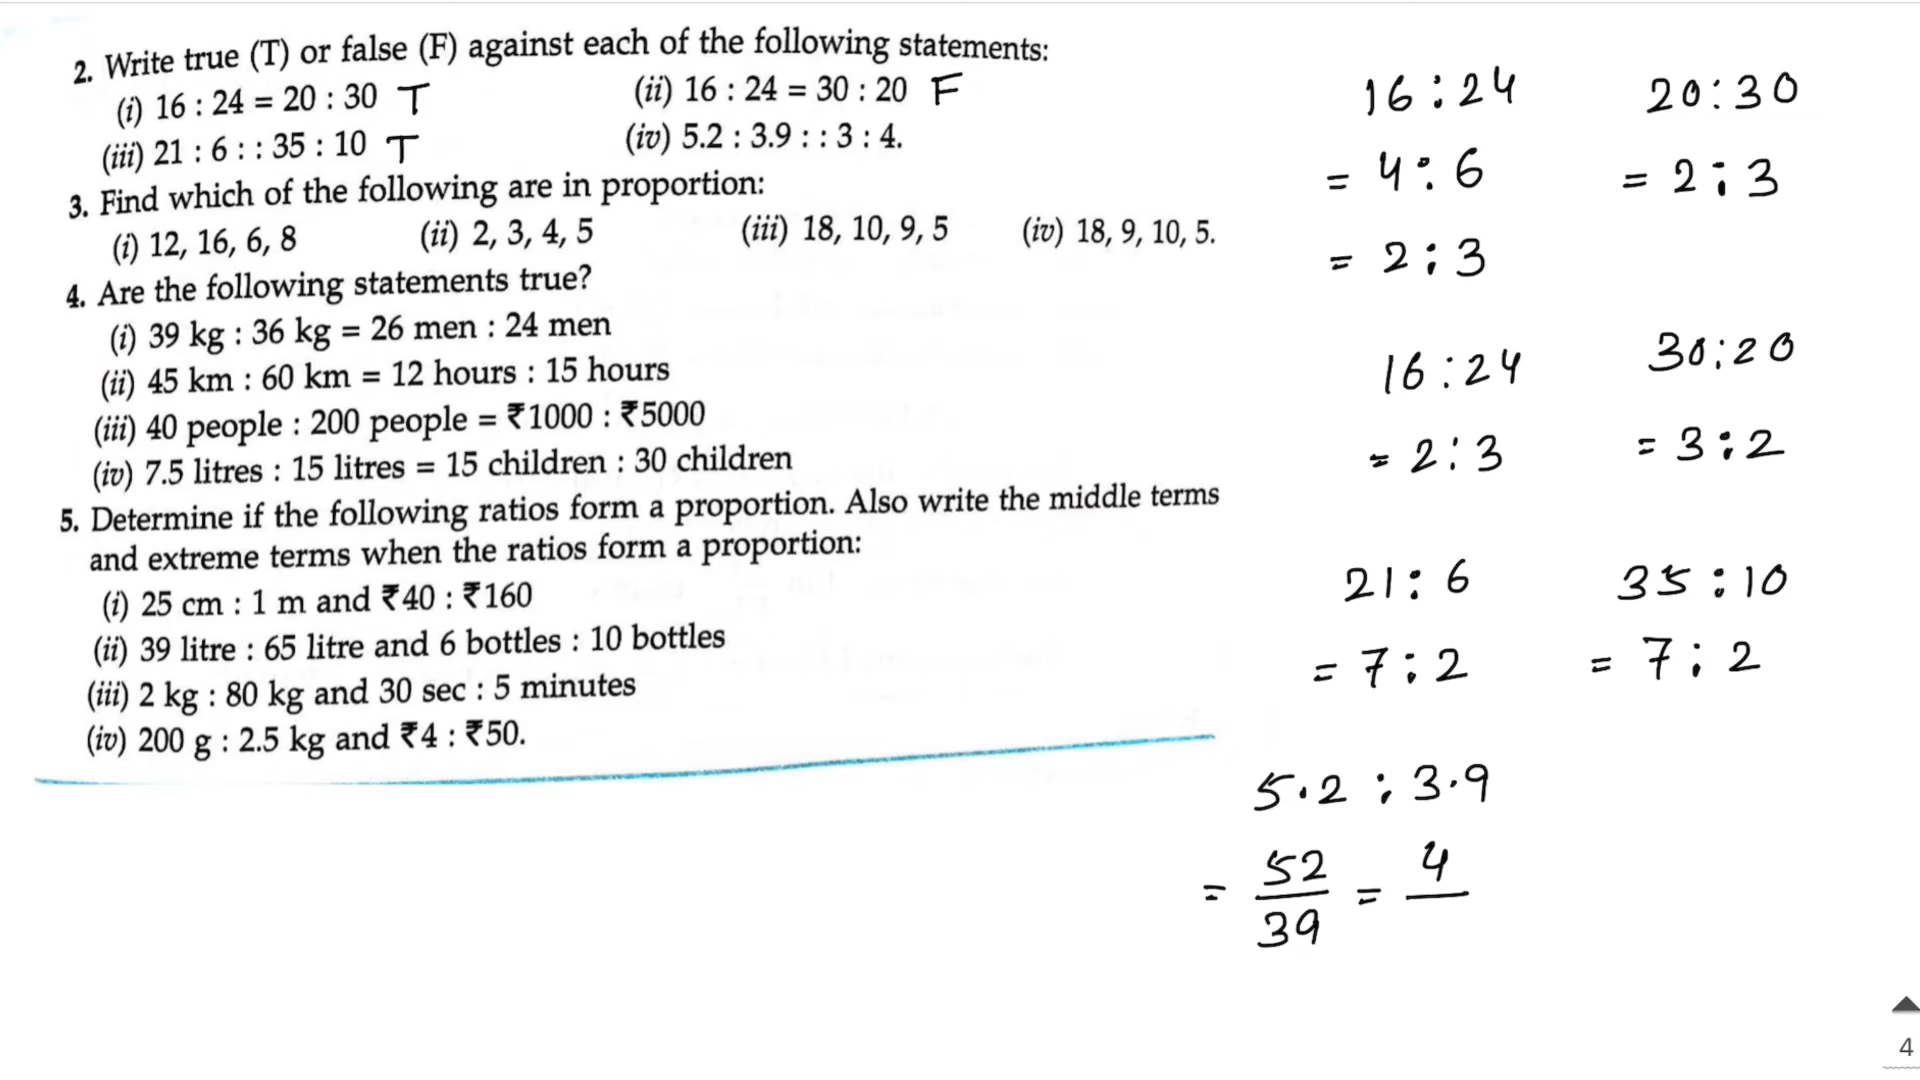 2. Write true (T) or false (F) against each of the following statements:
(i) 16 : 24 = 20 : 30 T (ii) 16 : 24 = 30 : 20 F
(iii) 21 : 6 : : 35 : 10 T (iv) 5.2 : 3.9 : : 3 : 4.
3. Find which of the following are in proportion:
(i) 12, 16, 6, 8 (ii) 2, 3, 4, 5 (iii) 18, 10, 9, 5 (iv) 18, 9, 10, 5.
4. Are the following statements true?
(i) 39 kg : 36 kg = 26 men : 24 men
(ii) 45 km : 60 km = 12 hours : 15 hours
(iii) 40 people : 200 people = ₹1000 : ₹5000
(iv) 7.5 litres : 15 litres = 15 children : 30 children
5. Determine if the following ratios form a proportion. Also write the middle terms
and extreme terms when the ratios form a proportion:
(i) 25 cm : 1 m and ₹40 : ₹160
(ii) 39 litre : 65 litre and 6 bottles : 10 bottles
(iii) 2 kg : 80 kg and 30 sec : 5 minutes
(iv) 200 g : 2.5 kg and ₹4 : ₹50.
16 : 24 20 : 30
= 4 : 6 = 2 : 3
= 2 : 3
16 : 24 30 : 20
= 2 : 3 = 3 : 2
21 : 6 35 : 10
= 7 : 2 = 7 : 2
5.2 : 3.9
= 52 = 4
39
4